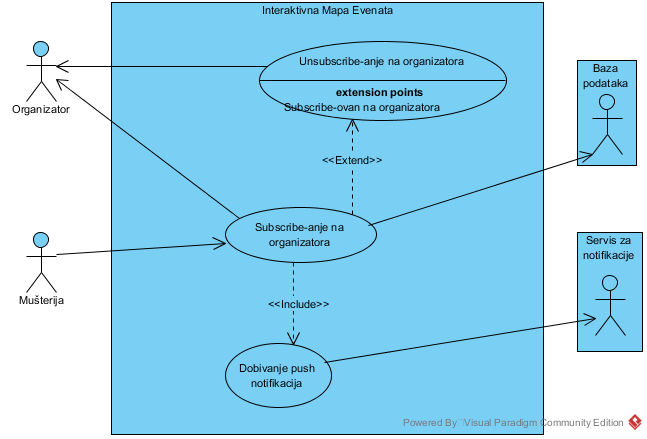 Interaktivna Mapa Evenata
Unsubscribe-anje na organizatora
extension points
Subscribe-ovan na organizatora
Organizator
Baza
podataka
<<Extend>>
Subscribe-anje na
organizatora
Mušterija
Servis za
notifikacije
<<Include>>
Dobivanje push
notifikacija
Powered By Visual Paradigm Community Edition